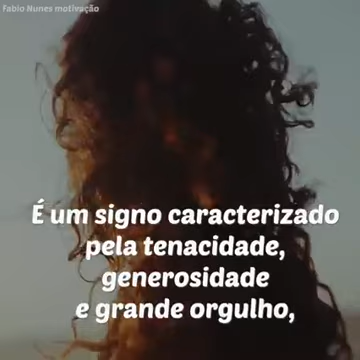 Fabio Nunes motivação
É um signo caracterizado
pela tenacidade,
generosidade
e grande orgulho,